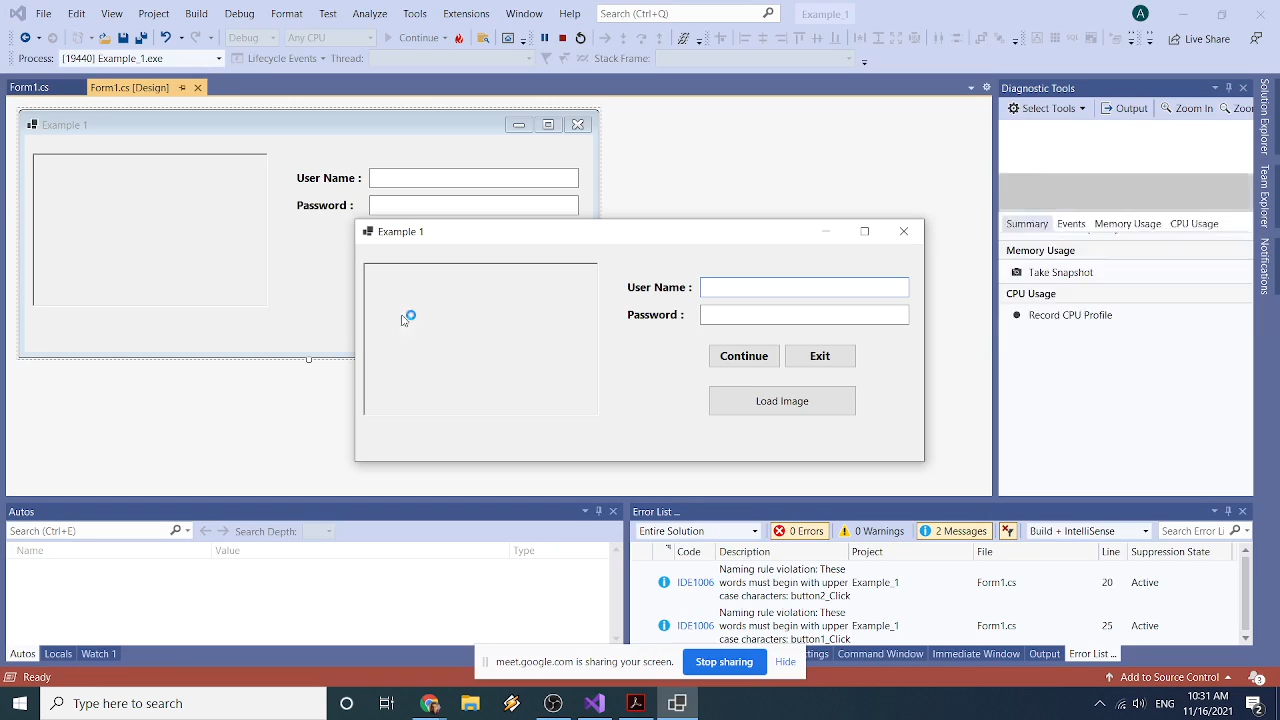 File Edit View Project Build Debug Format Test Analyze Tools Extensions Window Help Search (Ctrl+Q) Example_1 A
Debug Any CPU Continue
Live Share
Process: [19440] Example_1.exe Lifecycle Events Thread: Stack Frame:
Form1.cs Form1.cs [Design]
Diagnostic Tools
Select Tools Output Zoom In Zoo
Example 1
User Name :
Password :
Example 1
User Name :
Password :
Continue Exit
Load Image
Summary Events Memory Usage CPU Usage
Memory Usage
Take Snapshot
CPU Usage
Record CPU Profile
Solution Explorer
Team Explorer
Notifications
Autos
Search (Ctrl+E) Search Depth:
Name Value Type
Autos Locals Watch 1
Error List ...
Entire Solution 0 Errors 0 Warnings 2 Messages Build + IntelliSense Search Error Li
Code Description Project File Line Suppression State
Naming rule violation: These
IDE1006 words must begin with upper Example_1 Form1.cs 20 Active
case characters: button2_Click
Naming rule violation: These
IDE1006 words must begin with upper Example_1 Form1.cs 25 Active
case characters: button1_Click
Command Window Immediate Window Output Error List ...
meet.google.com is sharing your screen. Stop sharing Hide
Ready Add to Source Control 2
Type here to search
10:31 AM
11/16/2021
2